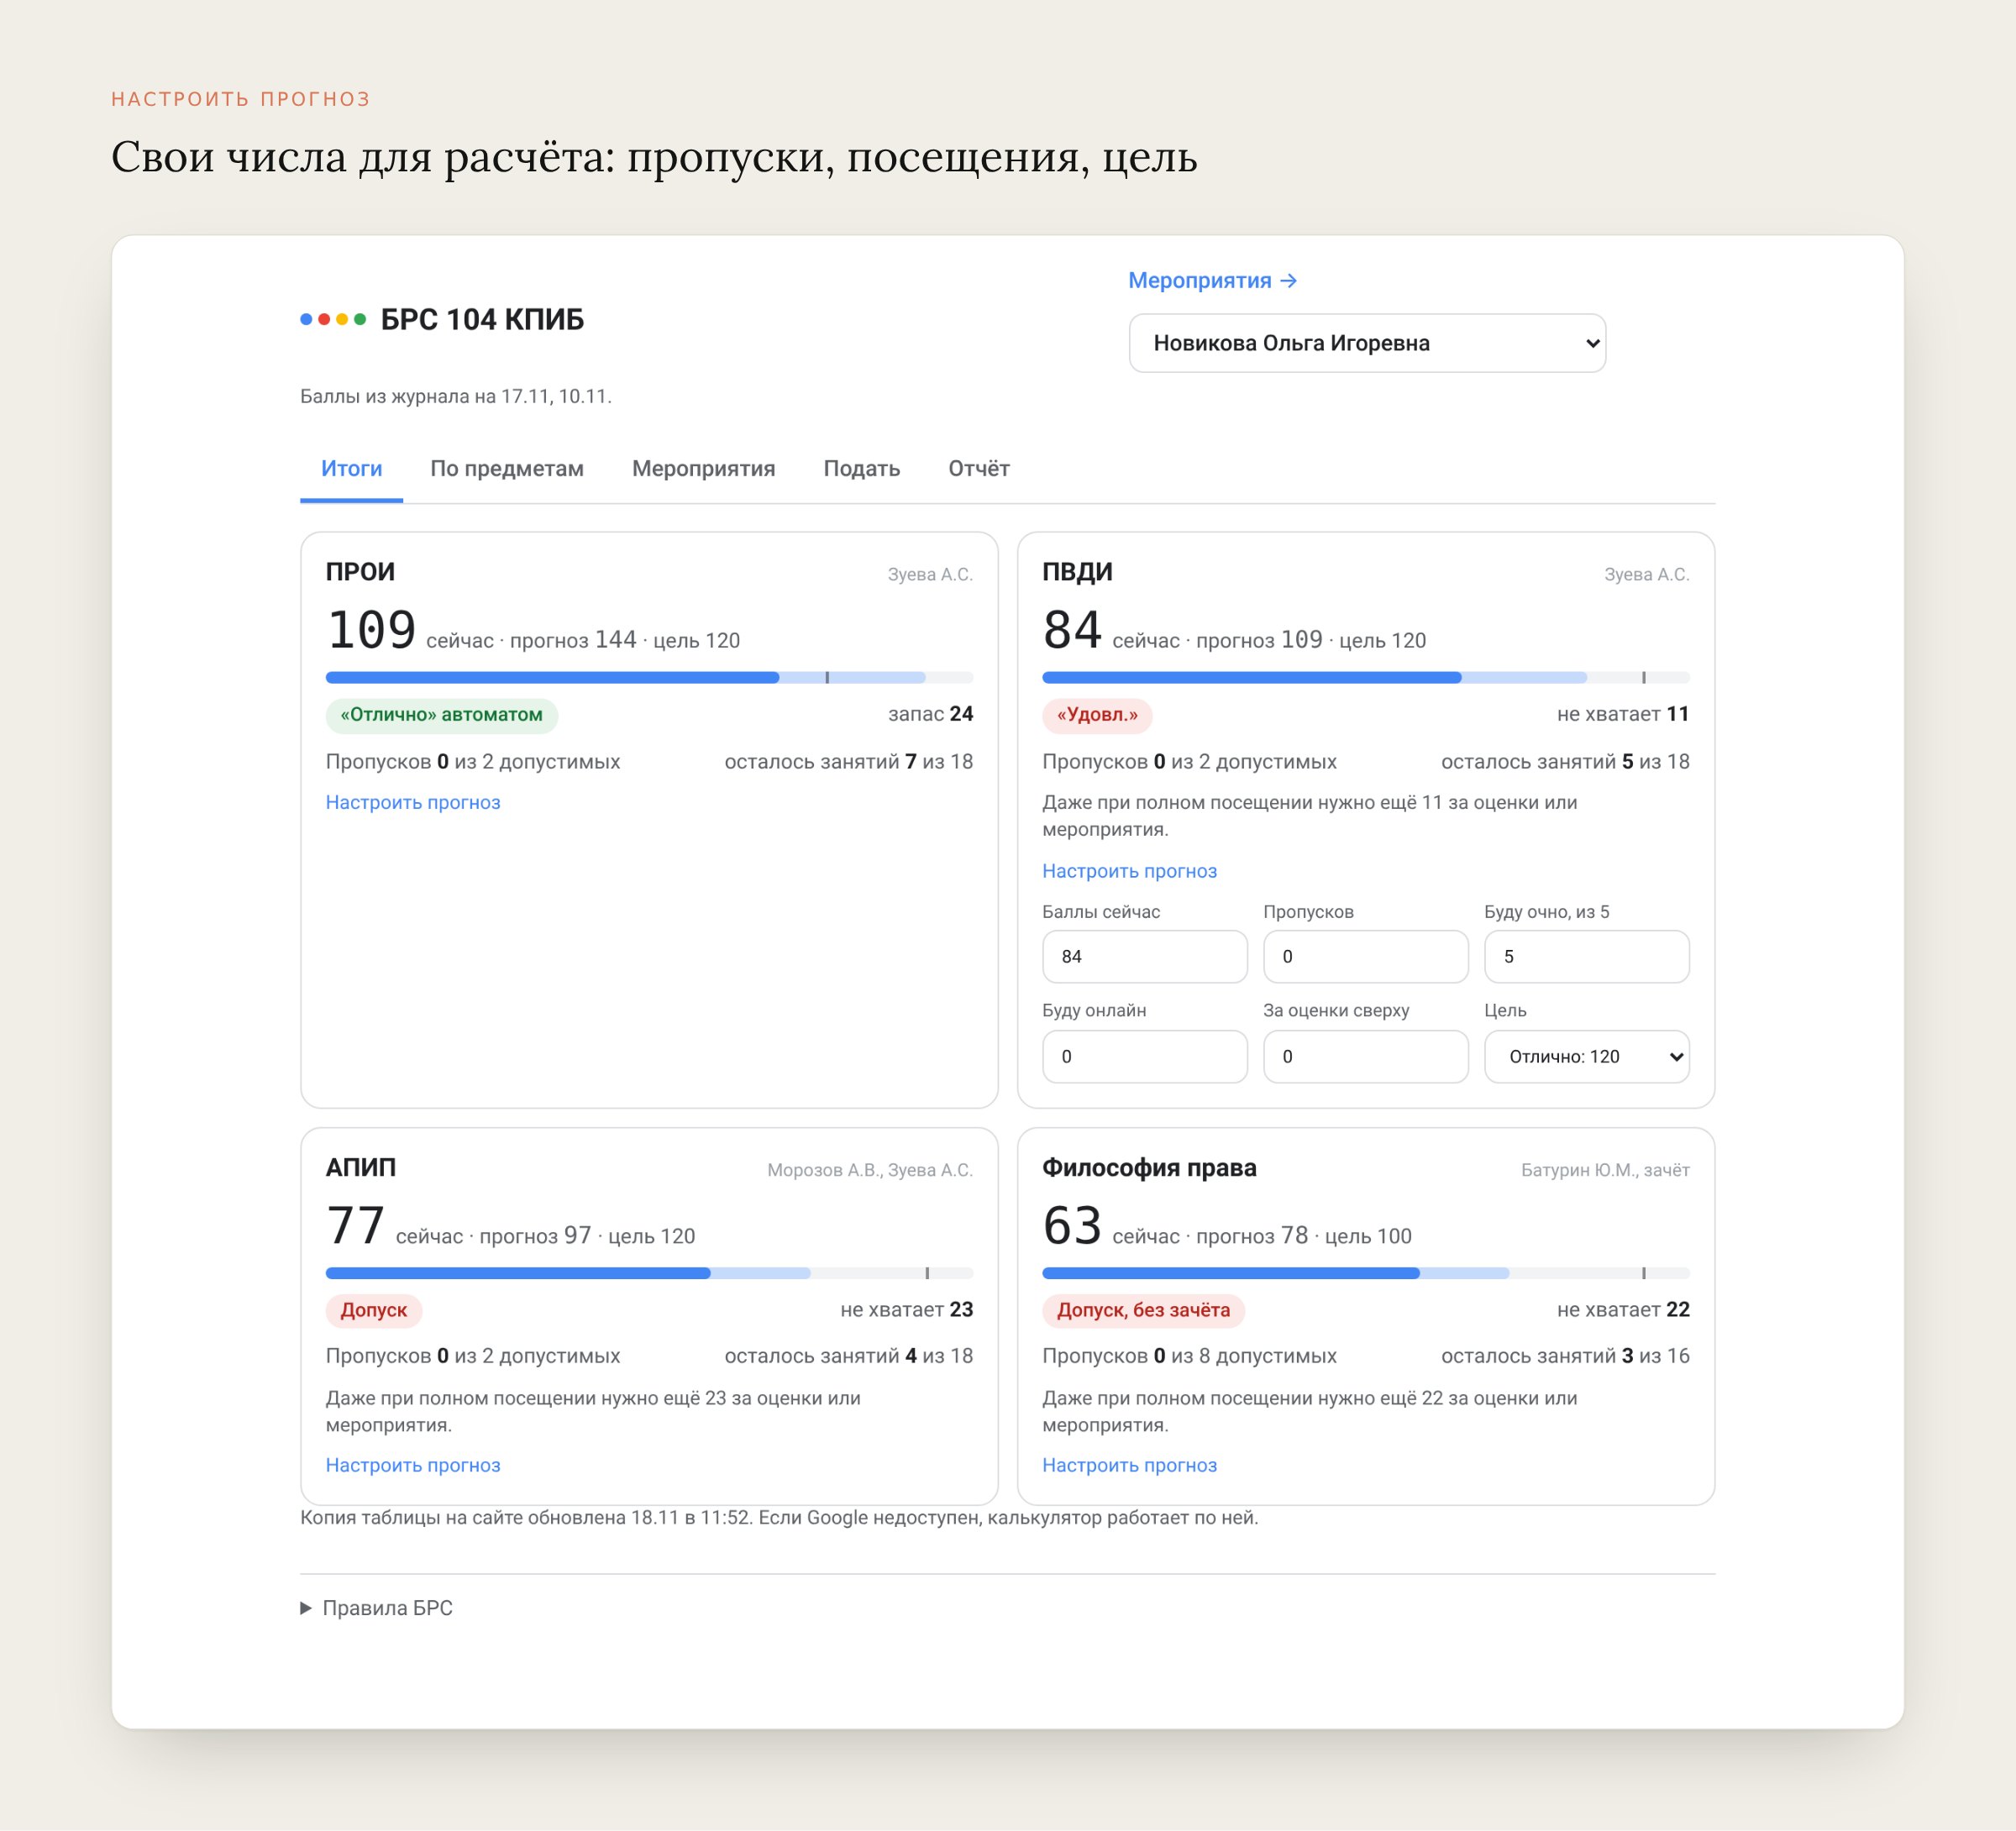 НАСТРОИТЬ ПРОГНОЗ
Свои числа для расчёта: пропуски, посещения, цель
Мероприятия →
БРС 104 КПИБ
Новикова Ольга Игоревна
Баллы из журнала на 17.11, 10.11.
Итоги По предметам Мероприятия Подать Отчёт
ПРОИ Зуева А.С.
109 сейчас · прогноз 144 · цель 120
«Отлично» автоматом запас 24
Пропусков 0 из 2 допустимых осталось занятий 7 из 18
Настроить прогноз
ПВДИ Зуева А.С.
84 сейчас · прогноз 109 · цель 120
«Удовл.» не хватает 11
Пропусков 0 из 2 допустимых осталось занятий 5 из 18
Даже при полном посещении нужно ещё 11 за оценки или
мероприятия.
Настроить прогноз
Баллы сейчас Пропусков Буду очно, из 5
84 0 5
Буду онлайн За оценки сверху Цель
0 0 Отлично: 120
АПИП Морозов А.В., Зуева А.С.
77 сейчас · прогноз 97 · цель 120
Допуск не хватает 23
Пропусков 0 из 2 допустимых осталось занятий 4 из 18
Даже при полном посещении нужно ещё 23 за оценки или
мероприятия.
Настроить прогноз
Философия права Батурин Ю.М., зачёт
63 сейчас · прогноз 78 · цель 100
Допуск, без зачёта не хватает 22
Пропусков 0 из 8 допустимых осталось занятий 3 из 16
Даже при полном посещении нужно ещё 22 за оценки или
мероприятия.
Настроить прогноз
Копия таблицы на сайте обновлена 18.11 в 11:52. Если Google недоступен, калькулятор работает по ней.
▶ Правила БРС